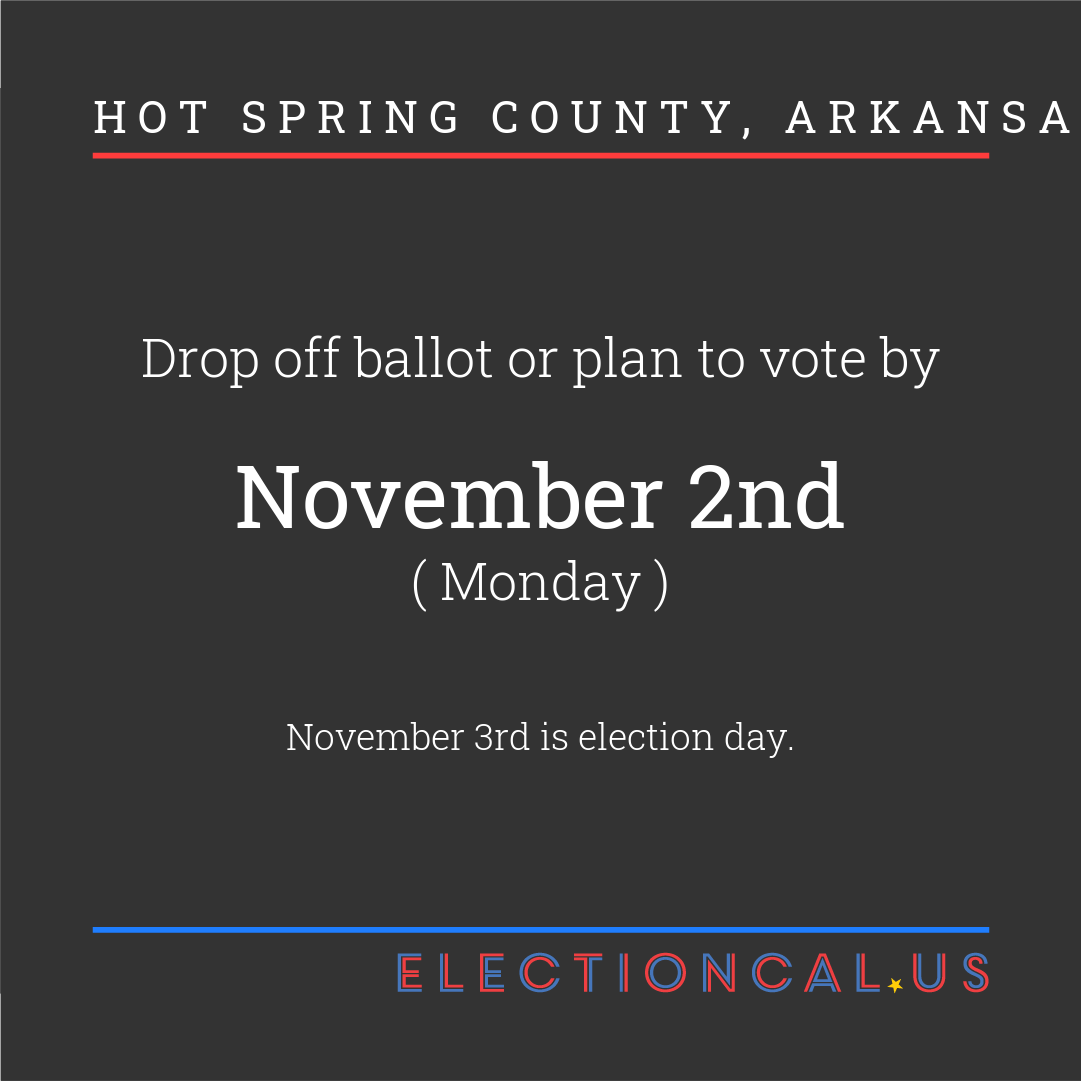 HOT SPRING COUNTY, ARKANSA
Drop off ballot or plan to vote by
November 2nd
( Monday )
November 3rd is election day.
ELECTIONCAL.US